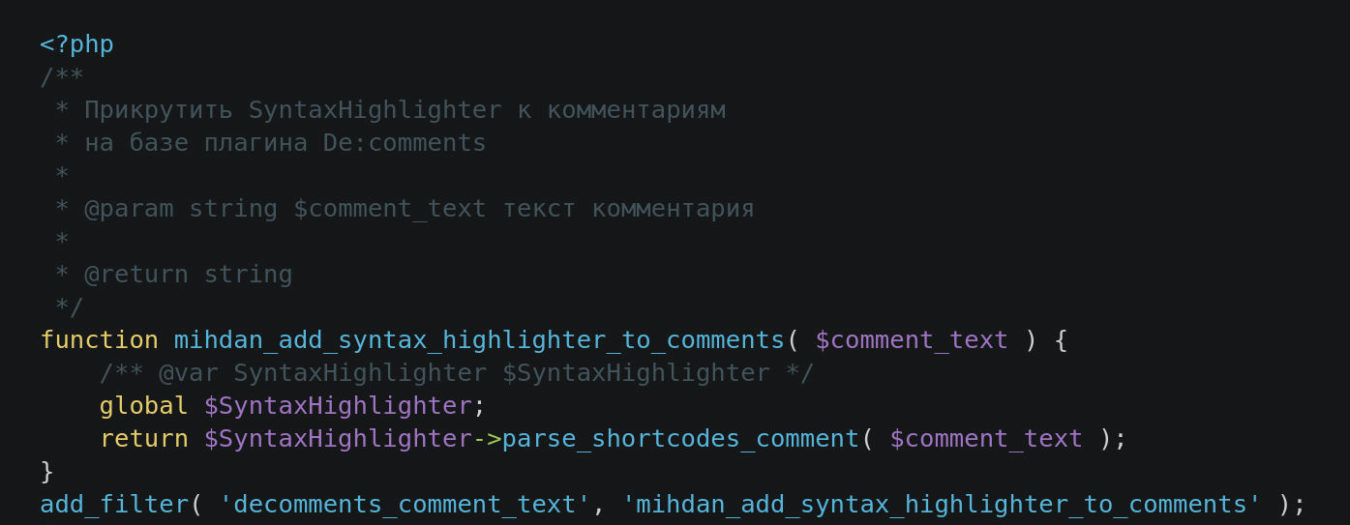 <?php
/**
 * Прикрутить SyntaxHighlighter к комментариям
 * на базе плагина De:comments
 *
 * @param string $comment_text текст комментария
 *
 * @return string
 */
function mihdan_add_syntax_highlighter_to_comments( $comment_text ) {
    /** @var SyntaxHighlighter $SyntaxHighlighter */
    global $SyntaxHighlighter;
    return $SyntaxHighlighter->parse_shortcodes_comment( $comment_text );
}
add_filter( 'decomments_comment_text', 'mihdan_add_syntax_highlighter_to_comments' );